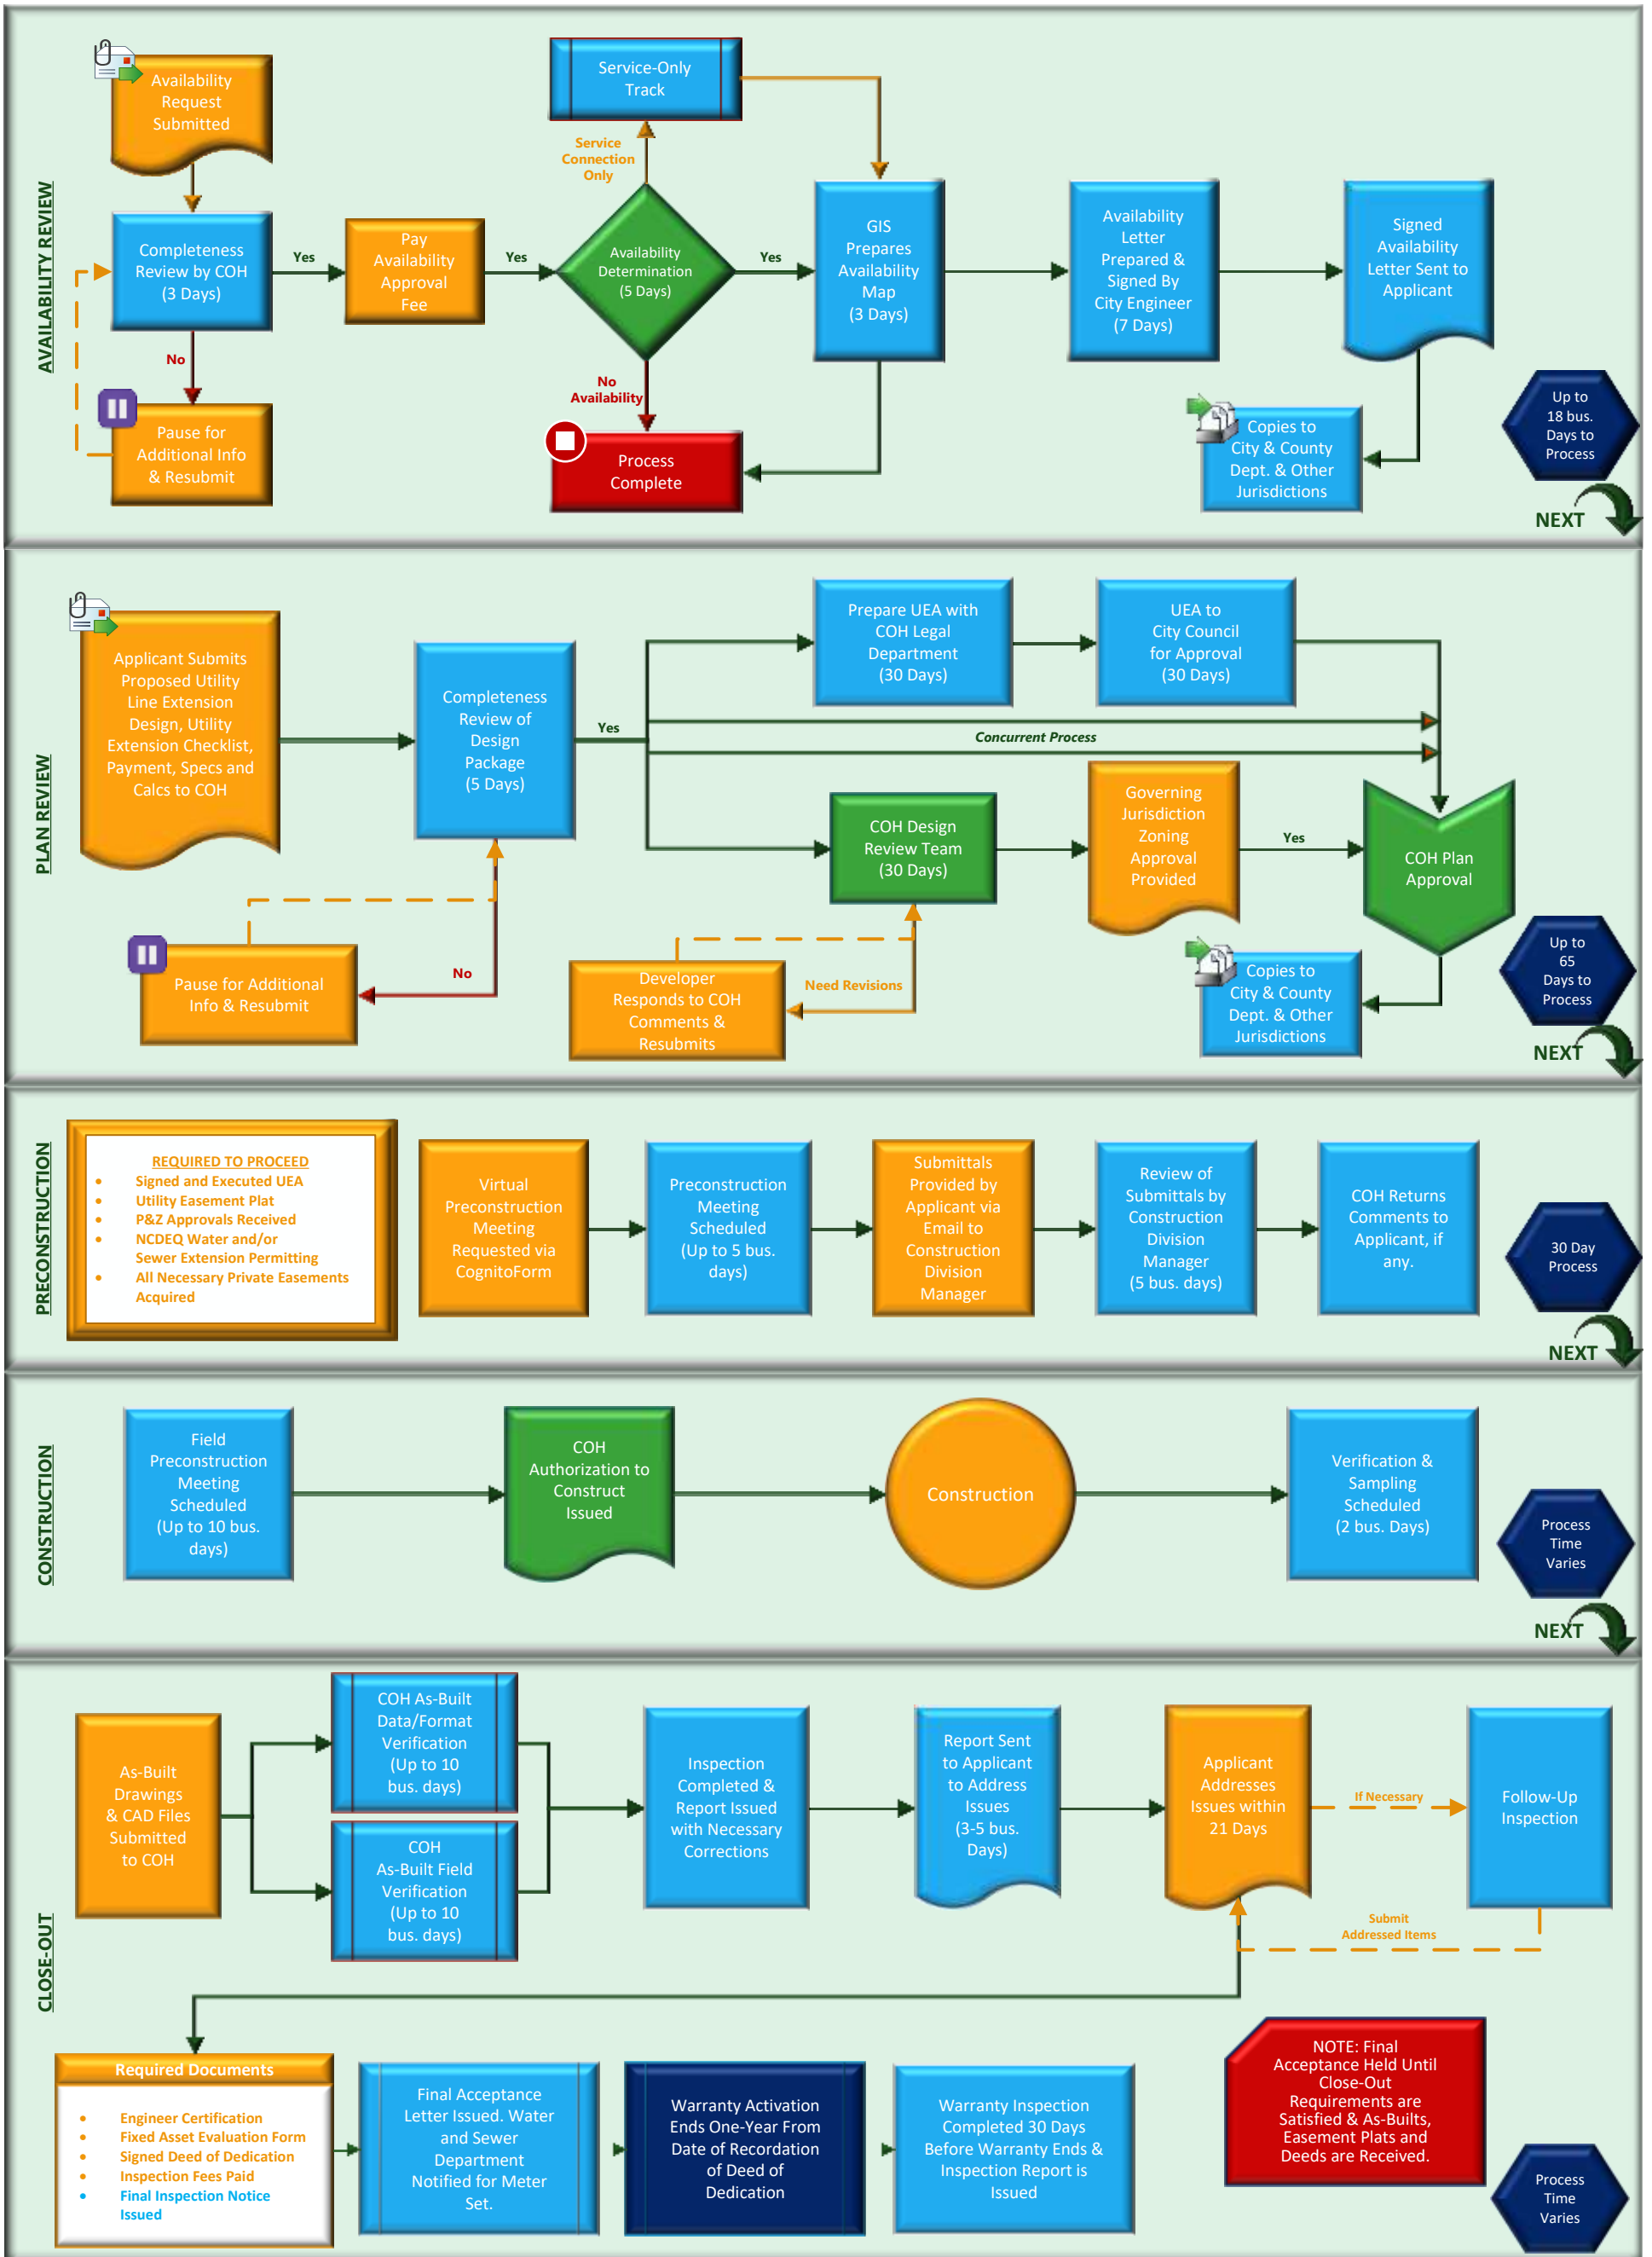 AVAILABILITY REVIEW
Availability
Request
Submitted
Completeness
Review by COH
(3 Days)
Yes
No
Pause for
Additional Info
& Resubmit
Pay
Availability
Approval
Fee
Yes
Service-Only
Track
Service
Connection
Only
Availability
Determination
(5 Days)
Yes
No
Availability
Process
Complete
GIS
Prepares
Availability
Map
(3 Days)
Availability
Letter
Prepared &
Signed By
City Engineer
(7 Days)
Signed
Availability
Letter Sent to
Applicant
Copies to
City & County
Dept. & Other
Jurisdictions
Up to
18 bus.
Days to
Process
NEXT
PLAN REVIEW
Applicant Submits
Proposed Utility
Line Extension
Design, Utility
Extension Checklist,
Payment, Specs and
Calcs to COH
Completeness
Review of
Design
Package
(5 Days)
Yes
No
Pause for Additional
Info & Resubmit
Prepare UEA with
COH Legal
Department
(30 Days)
UEA to
City Council
for Approval
(30 Days)
Concurrent Process
COH Design
Review Team
(30 Days)
Need Revisions
Developer
Responds to COH
Comments &
Resubmits
Governing
Jurisdiction
Zoning
Approval
Provided
Yes
COH Plan
Approval
Copies to
City & County
Dept. & Other
Jurisdictions
Up to
65
Days to
Process
NEXT
PRECONSTRUCTION
REQUIRED TO PROCEED
• Signed and Executed UEA
• Utility Easement Plat
• P&Z Approvals Received
• NCDEQ Water and/or
Sewer Extension Permitting
• All Necessary Private Easements
Acquired
Virtual
Preconstruction
Meeting
Requested via
CognitoForm
Preconstruction
Meeting
Scheduled
(Up to 5 bus.
days)
Submittals
Provided by
Applicant via
Email to
Construction
Division
Manager
Review of
Submittals by
Construction
Division
Manager
(5 bus. days)
COH Returns
Comments to
Applicant, if
any.
30 Day
Process
NEXT
CONSTRUCTION
Field
Preconstruction
Meeting
Scheduled
(Up to 10 bus.
days)
COH
Authorization to
Construct
Issued
Construction
Verification &
Sampling
Scheduled
(2 bus. Days)
Process
Time
Varies
NEXT
CLOSE-OUT
As-Built
Drawings
& CAD Files
Submitted
to COH
COH As-Built
Data/Format
Verification
(Up to 10
bus. days)
COH
As-Built Field
Verification
(Up to 10
bus. days)
Inspection
Completed &
Report Issued
with Necessary
Corrections
Report Sent
to Applicant
to Address
Issues
(3-5 bus.
Days)
Applicant
Addresses
Issues within
21 Days
If Necessary
Follow-Up
Inspection
Submit
Addressed Items
Required Documents
• Engineer Certification
• Fixed Asset Evaluation Form
• Signed Deed of Dedication
• Inspection Fees Paid
• Final Inspection Notice
Issued
Final Acceptance
Letter Issued. Water
and Sewer
Department
Notified for Meter
Set.
Warranty Activation
Ends One-Year From
Date of Recordation
of Deed of
Dedication
Warranty Inspection
Completed 30 Days
Before Warranty Ends &
Inspection Report is
Issued
NOTE: Final
Acceptance Held Until
Close-Out
Requirements are
Satisfied & As-Builts,
Easement Plats and
Deeds are Received.
Process
Time
Varies